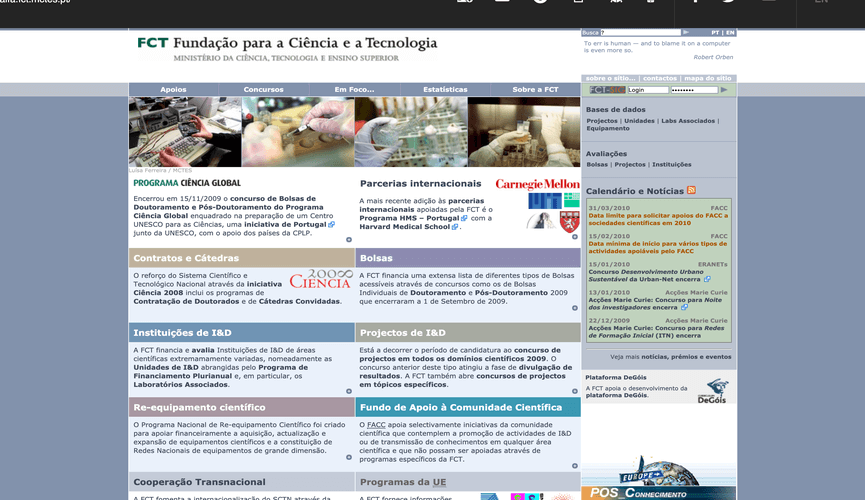 EN
FCT Fundação para a Ciência e a Tecnologia
MINISTÉRIO DA CIÊNCIA, TECNOLOGIA E ENSINO SUPERIOR
Busca ?
PT | EN
To err is human — and to blame it on a computer
is even more so.
Robert Orben
sobre o sítio... | contactos | mapa do sítio
Apoios
Concursos
Em Foco...
Estatísticas
Sobre a FCT
Login
••••••••
Luísa Ferreira / MCTES
PROGRAMA CIÊNCIA GLOBAL
Encerrou em 15/11/2009 o concurso de Bolsas de
Doutoramento e Pós-Doutoramento do Programa
Ciência Global enquadrado na preparação de um Centro
UNESCO para as Ciências, uma iniciativa de Portugal
junto da UNESCO, com o apoio dos países da CPLP.
Parcerias internacionais
Carnegie Mellon
A mais recente adição às parcerias
internacionais apoiadas pela FCT é o
Programa HMS – Portugal com a
Harvard Medical School.
Contratos e Cátedras
O reforço do Sistema Científico e
Tecnológico Nacional através da iniciativa
Ciência 2008 inclui os programas de
Contratação de Doutorados e de Cátedras Convidadas.
2008
CIÊNCIA
Bolsas
A FCT financia uma extensa lista de diferentes tipos de Bolsas
acessíveis através de concursos como os de Bolsas
Individuais de Doutoramento e Pós-Doutoramento 2009
que encerraram a 1 de Setembro de 2009.
Instituições de I&D
A FCT financia e avalia Instituições de I&D de áreas
científicas extremamente variadas, nomeadamente as
Unidades de I&D abrangidas pelo Programa de
Financiamento Plurianual e, em particular, os
Laboratórios Associados.
Projectos de I&D
Está a decorrer o período de candidatura ao concurso de
projectos em todos os domínios científicos 2009. O
concurso anterior deste tipo atingiu a fase de divulgação de
resultados. A FCT também abre concursos de projectos
em tópicos específicos.
Re-equipamento científico
O Programa Nacional de Re-equipamento Científico foi criado
para apoiar financeiramente a aquisição, actualização e
expansão de equipamentos científicos e a constituição de
Redes Nacionais de equipamentos de grande dimensão.
Fundo de Apoio à Comunidade Científica
O FACC apoia selectivamente iniciativas da comunidade
científica que contemplem a promoção de actividades de I&D
ou de transmissão de conhecimentos em qualquer área
científica e que não possam ser apoiadas através de
programas específicos da FCT.
Cooperação Transnacional
A FCT fomenta a internacionalização do SCTN através da
Programas da UE
A FCT fornece informações
Bases de dados
Projectos | Unidades | Labs Associados |
Equipamento
Avaliações
Bolsas | Projectos | Instituições
Calendário e Notícias
31/03/2010 FACC
Data limite para solicitar apoios do FACC a
sociedades científicas em 2010
15/02/2010 FACC
Data mínima de início para vários tipos de
actividades apoiáveis pelo FACC
15/01/2010 ERANETs
Concurso Desenvolvimento Urbano
Sustentável da Urban-Net encerra
13/01/2010 Acções Marie Curie
Acções Marie Curie: Concurso para Noite
dos investigadores encerra
22/12/2009 Acções Marie Curie
Acções Marie Curie: Concurso para Redes
de Formação Inicial (ITN) encerra
Veja mais notícias, prémios e eventos
Plataforma DeGóis
A FCT apoia o desenvolvimento da
plataforma DeGóis.
DeGóis
EUROPE
POS_Conhecimento